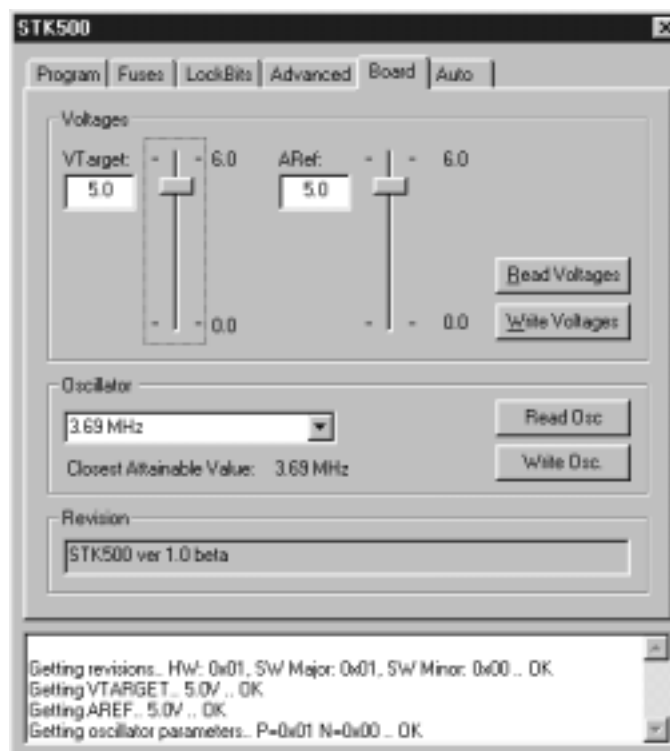 STK500
Program Fuses LockBits Advanced Board Auto
Voltages
VTarget: 6.0 ARef: 6.0
5.0 5.0
Read Voltages
0.0 0.0 Write Voltages
Oscillator
3.69 MHz Read Osc
Closest Attainable Value: 3.69 MHz Write Osc.
Revision
STK500 ver 1.0 beta
Getting revisions.. HW: 0x01, SW Major: 0x01, SW Minor: 0x00 .. OK
Getting VTARGET.. 5.0V .. OK
Getting AREF.. 5.0V .. OK
Getting oscillator parameters.. P=0x01 N=0x00 .. OK